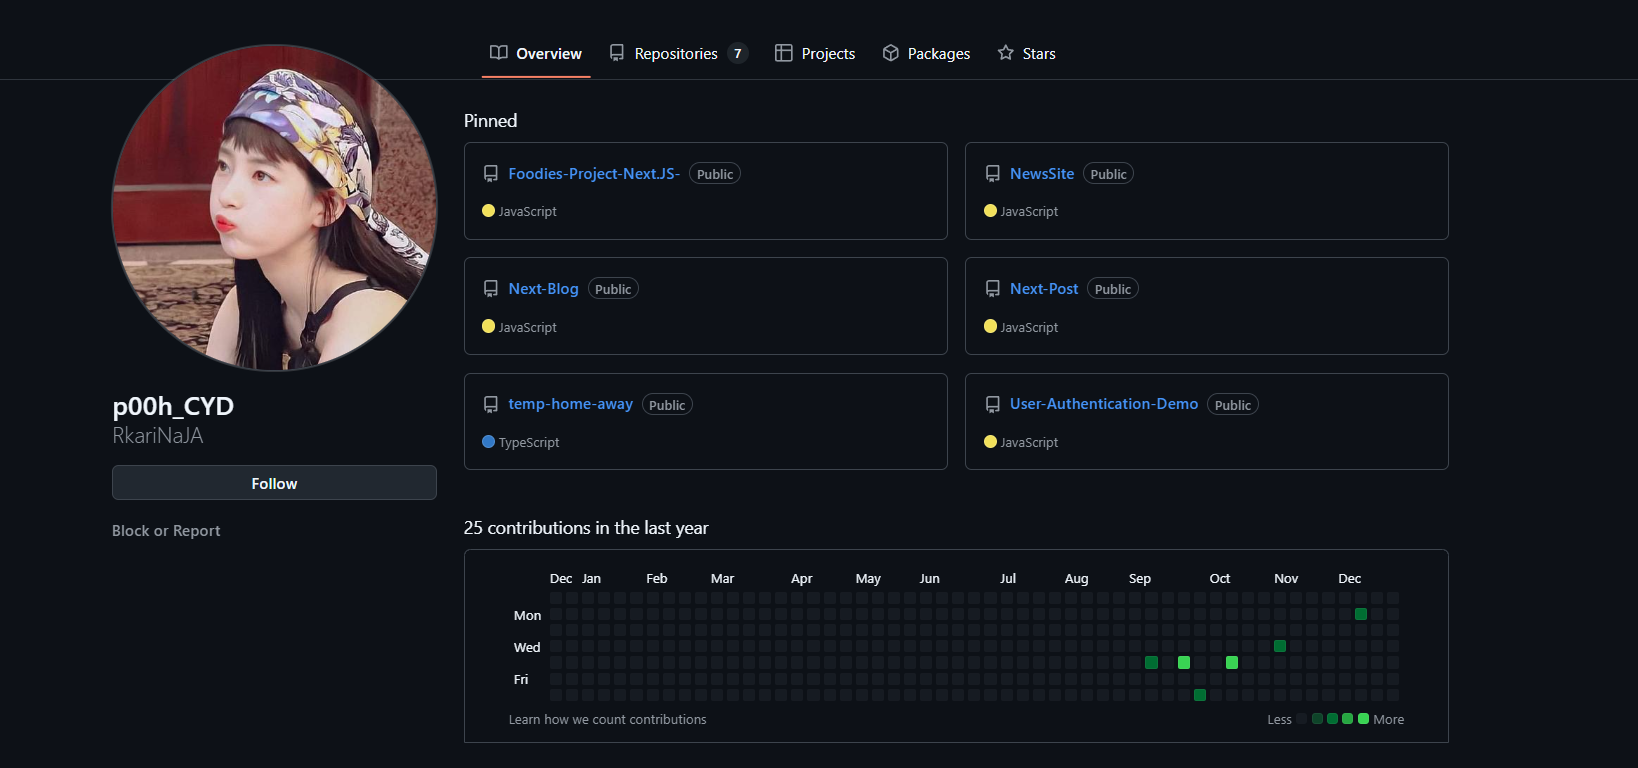 Overview Repositories 7 Projects Packages Stars
p00h_CYD
RkariNaJA
Follow
Block or Report
Pinned
Foodies-Project-Next.JS- Public
JavaScript
NewsSite Public
JavaScript
Next-Blog Public
JavaScript
Next-Post Public
JavaScript
temp-home-away Public
TypeScript
User-Authentication-Demo Public
JavaScript
25 contributions in the last year
Dec Jan Feb Mar Apr May Jun Jul Aug Sep Oct Nov Dec
Mon
Wed
Fri
Learn how we count contributions
Less More